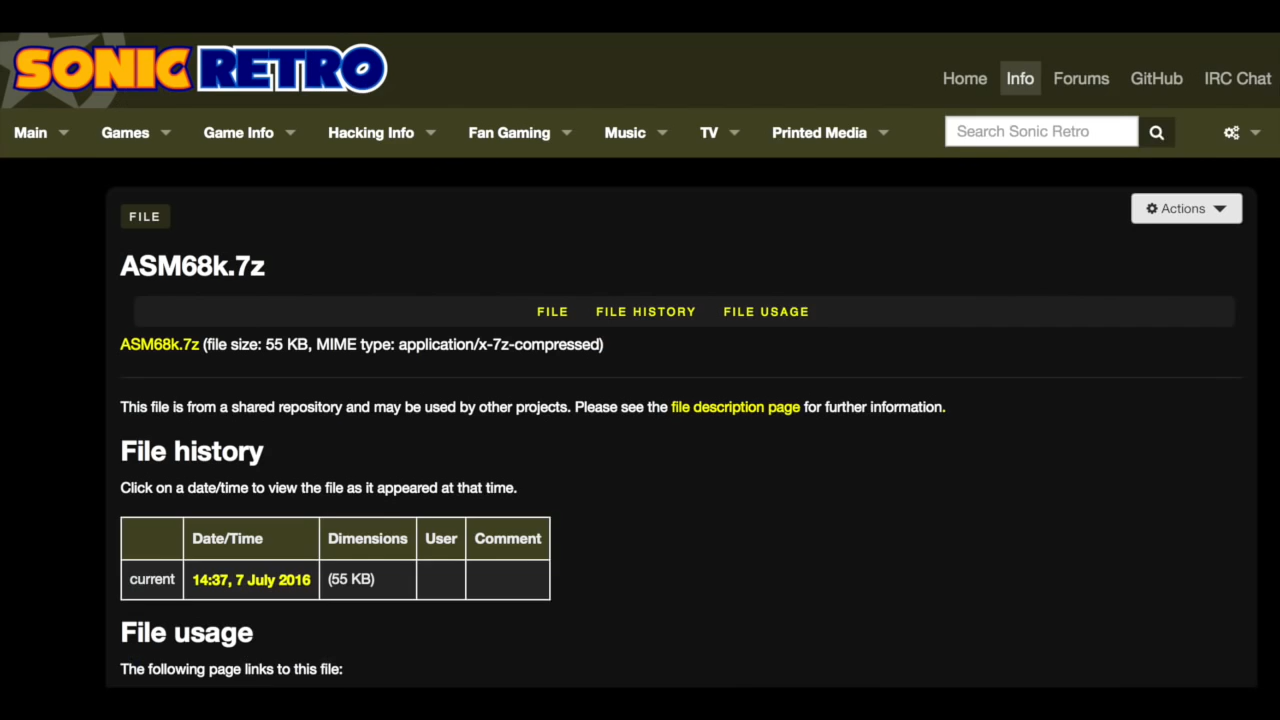 SONIC RETRO
Home Info Forums GitHub IRC Chat
Main Games Game Info Hacking Info Fan Gaming Music TV Printed Media Search Sonic Retro
FILE
Actions
ASM68k.7z
FILE FILE HISTORY FILE USAGE
ASM68k.7z (file size: 55 KB, MIME type: application/x-7z-compressed)
This file is from a shared repository and may be used by other projects. Please see the file description page for further information.
File history
Click on a date/time to view the file as it appeared at that time.
Date/Time Dimensions User Comment
current 14:37, 7 July 2016 (55 KB)
File usage
The following page links to this file: